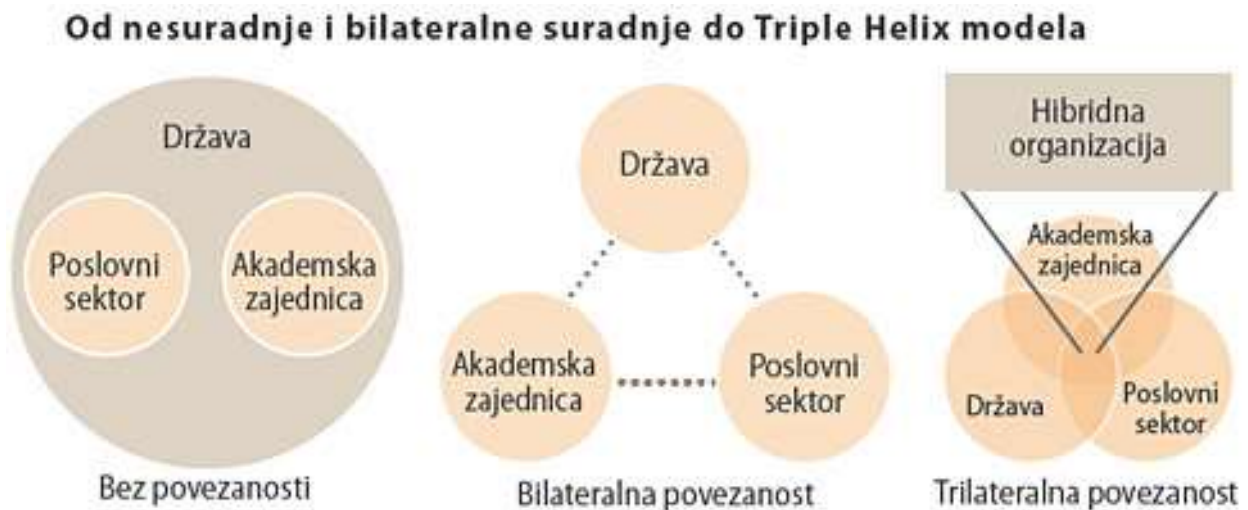 Od nesuradnje i bilateralne suradnje do Triple Helix modela
Država
Poslovni
sektor
Akademska
zajednica
Bez povezanosti
Država
Akademska
zajednica
Poslovni
sektor
Bilateralna povezanost
Hibridna
organizacija
Akademska
zajednica
Država
Poslovni
sektor
Trilateralna povezanost